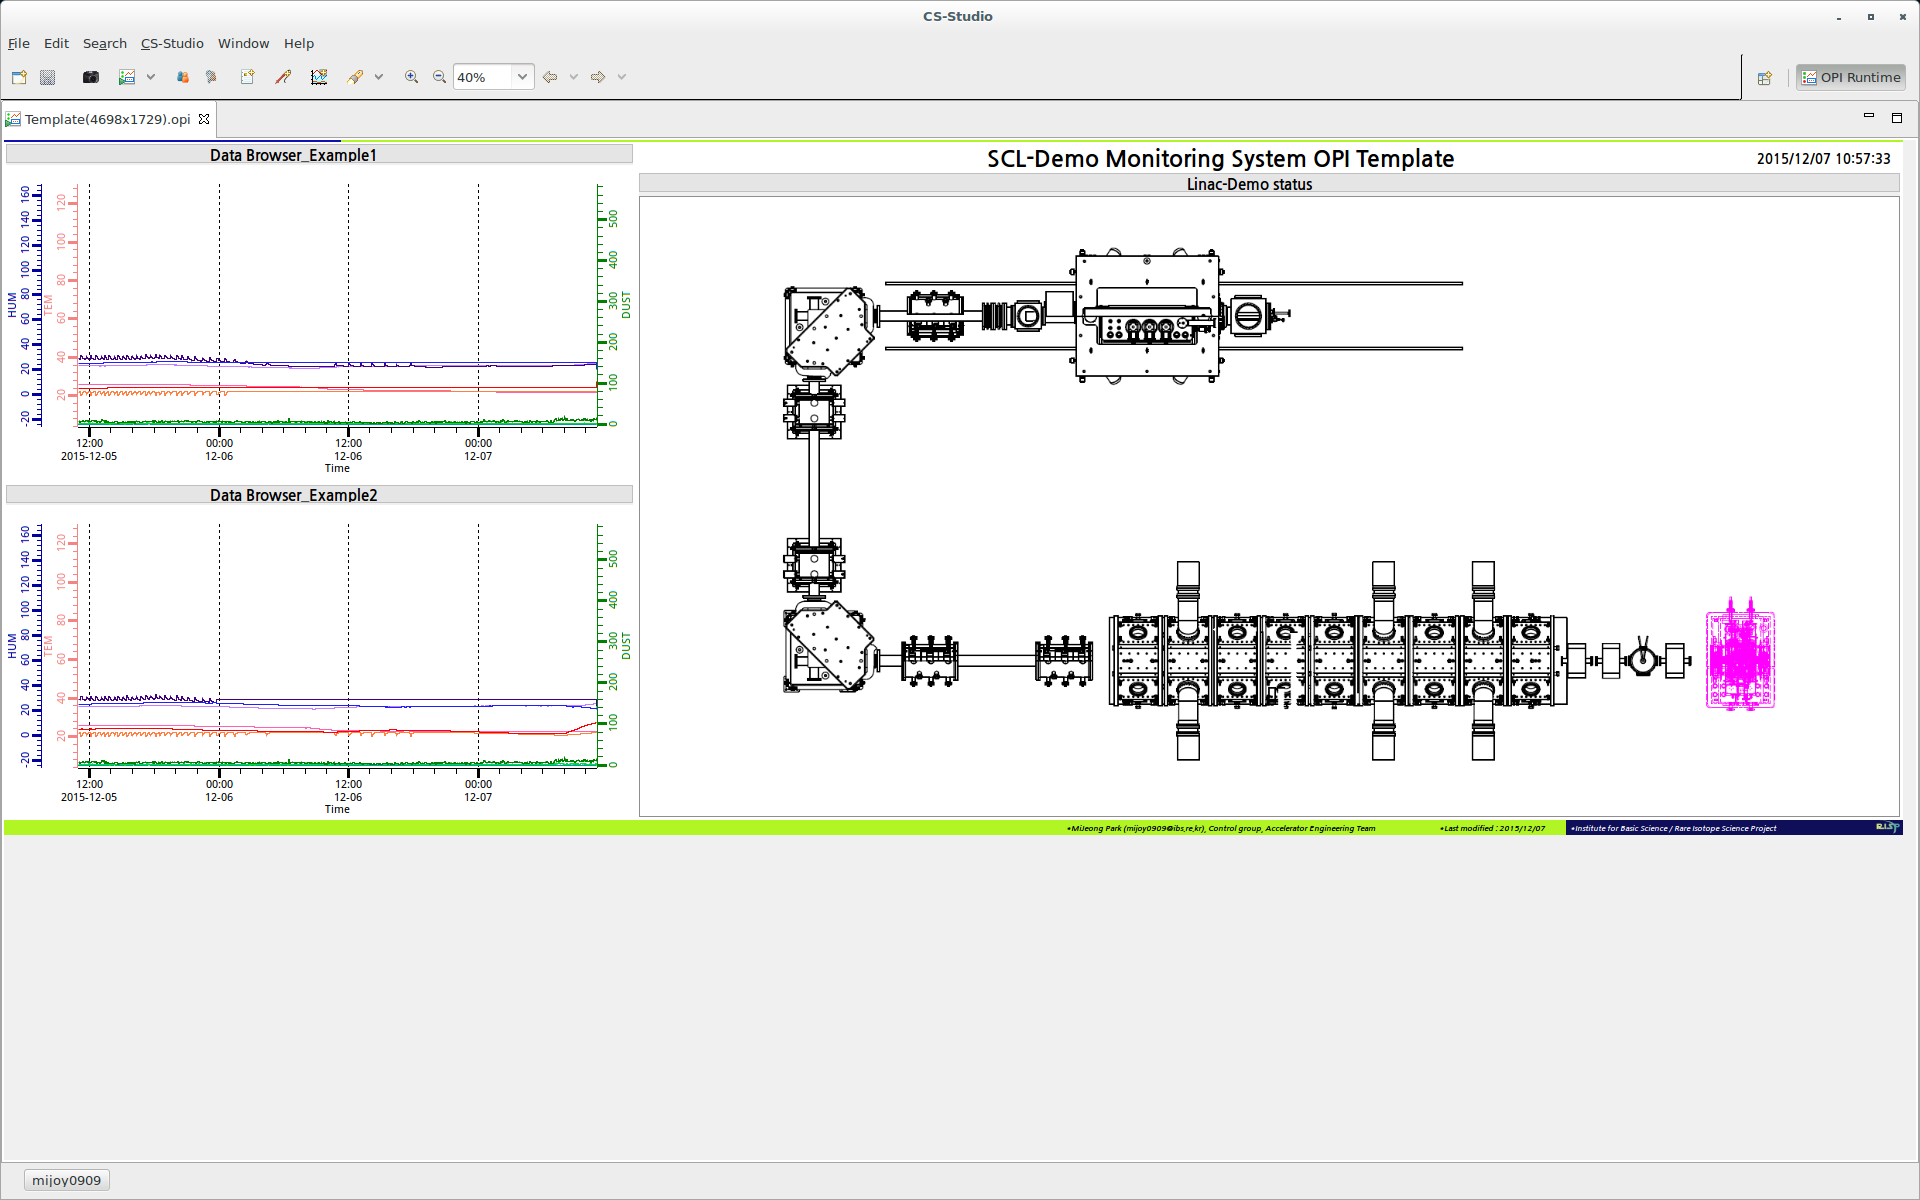 CS-Studio
File Edit Search CS-Studio Window Help
40%
OPI Runtime
Template(4698x1729).opi
Data Browser_Example1
HUM
160
140
120
100
80
60
40
20
0
-20
TEM
120
100
80
60
40
20
500
400
300
200
100
0
DUST
12:00 00:00 12:00 00:00
2015-12-05 12-06 12-06 12-07
Time
Data Browser_Example2
HUM
160
140
120
100
80
60
40
20
0
-20
TEM
120
100
80
60
40
20
500
400
300
200
100
0
DUST
12:00 00:00 12:00 00:00
2015-12-05 12-06 12-06 12-07
Time
SCL-Demo Monitoring System OPI Template
2015/12/07 10:57:33
Linac-Demo status
•MiJeong Park (mijoy0909@ibs,re,kr), Control group, Accelerator Engineering Team •Last modified : 2015/12/07 •Institute for Basic Science / Rare Isotope Science Project
mijoy0909